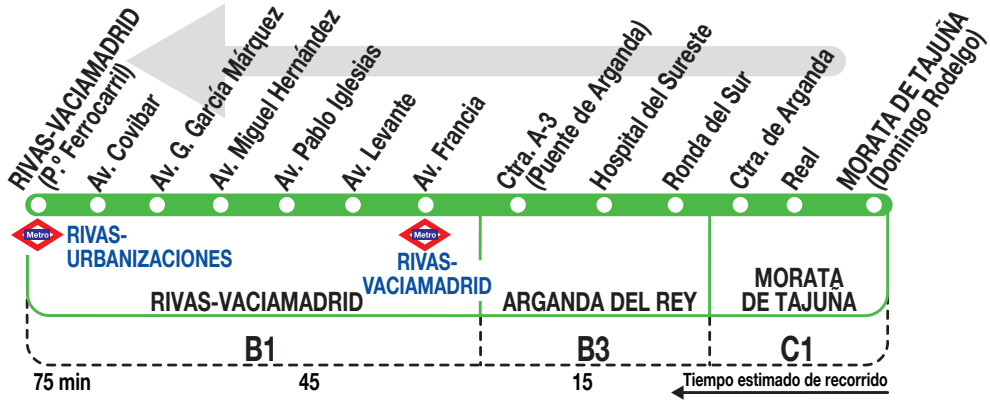 RIVAS-VACIAMADRID
(P.º Ferrocarril)
Av. Covibar
Av. G. García Márquez
Av. Miguel Hernández
Av. Pablo Iglesias
Av. Levante
Av. Francia
Ctra. A-3
(Puente de Arganda)
Hospital del Sureste
Ronda del Sur
Ctra. de Arganda
Real
MORATA DE TAJUÑA
(Domingo Rodelgo)
Metro
RIVAS-
URBANIZACIONES
Metro
RIVAS-
VACIAMADRID
RIVAS-VACIAMADRID
ARGANDA DEL REY
MORATA
DE TAJUÑA
B1
B3
C1
75 min
45
15
Tiempo estimado de recorrido